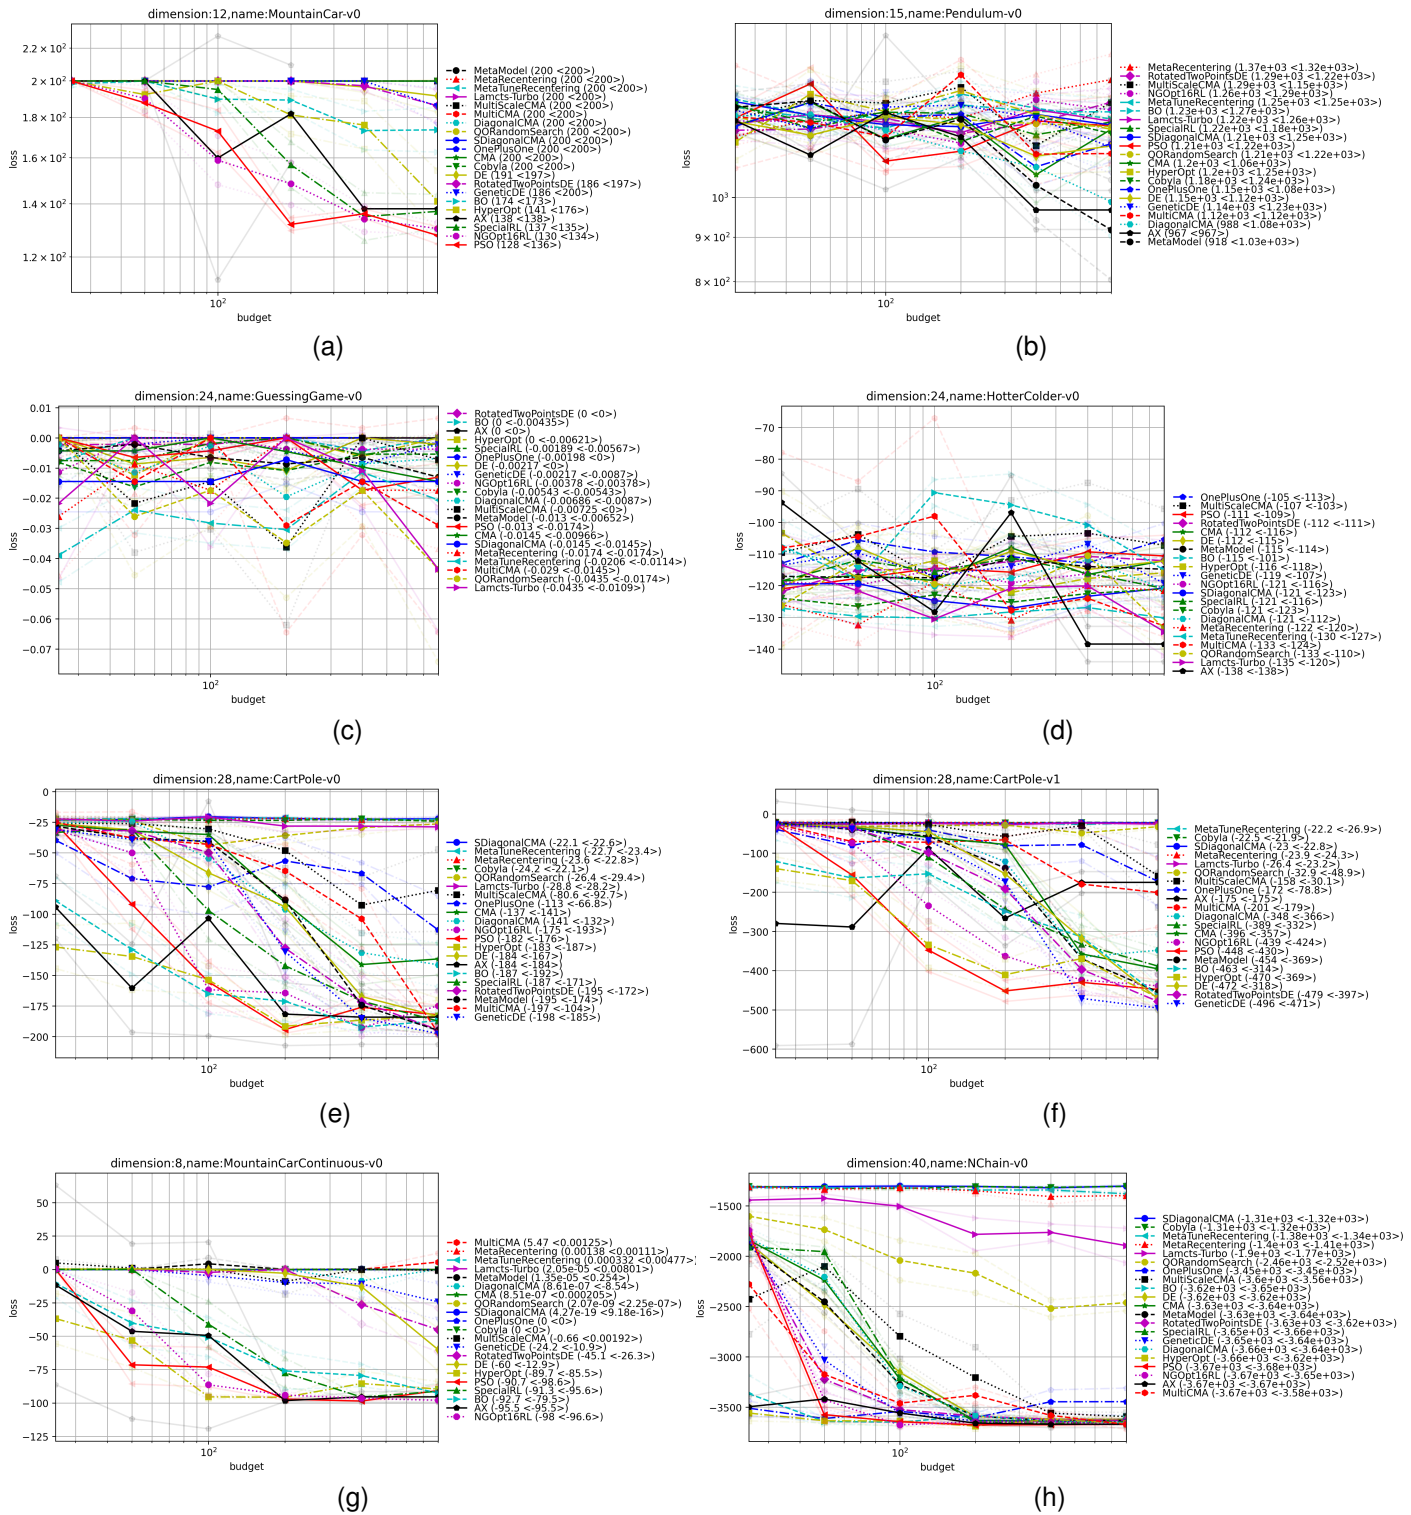 dimension:12,name:MountainCar-v0
2.2 × 10²
2 × 10²
1.8 × 10²
1.6 × 10²
1.4 × 10²
1.2 × 10²
loss
10²
budget
MetaModel (200 <200>)
MetaRecentering (200 <200>)
MetaTuneRecentering (200 <200>)
Lamcts-Turbo (200 <200>)
MultiScaleCMA (200 <200>)
MultiCMA (200 <200>)
DiagonalCMA (200 <200>)
QORandomSearch (200 <200>)
SDiagonalCMA (200 <200>)
OnePlusOne (200 <200>)
CMA (200 <200>)
Cobyla (200 <200>)
DE (191 <197>)
RotatedTwoPointsDE (186 <197>)
GeneticDE (186 <200>)
BO (174 <173>)
HyperOpt (141 <176>)
AX (138 <138>)
SpecialRL (137 <135>)
NGOpt16RL (130 <134>)
PSO (128 <136>)
(a)
dimension:15,name:Pendulum-v0
10³
9 × 10²
8 × 10²
loss
10²
budget
MetaRecentering (1.37e+03 <1.32e+03>)
RotatedTwoPointsDE (1.29e+03 <1.22e+03>)
MultiScaleCMA (1.29e+03 <1.15e+03>)
NGOpt16RL (1.26e+03 <1.29e+03>)
MetaTuneRecentering (1.25e+03 <1.25e+03>)
BO (1.23e+03 <1.27e+03>)
Lamcts-Turbo (1.22e+03 <1.26e+03>)
SpecialRL (1.22e+03 <1.18e+03>)
SDiagonalCMA (1.21e+03 <1.25e+03>)
PSO (1.21e+03 <1.22e+03>)
QORandomSearch (1.21e+03 <1.22e+03>)
CMA (1.2e+03 <1.06e+03>)
HyperOpt (1.2e+03 <1.25e+03>)
Cobyla (1.18e+03 <1.24e+03>)
OnePlusOne (1.15e+03 <1.08e+03>)
DE (1.15e+03 <1.12e+03>)
GeneticDE (1.14e+03 <1.23e+03>)
MultiCMA (1.12e+03 <1.12e+03>)
DiagonalCMA (988 <1.08e+03>)
AX (967 <967>)
MetaModel (918 <1.03e+03>)
(b)
dimension:24,name:GuessingGame-v0
0.01
0.00
−0.01
−0.02
−0.03
−0.04
−0.05
−0.06
−0.07
loss
10²
budget
RotatedTwoPointsDE (0 <0>)
BO (0 <-0.00435>)
AX (0 <0>)
HyperOpt (0 <-0.00621>)
SpecialRL (-0.00189 <-0.00567>)
OnePlusOne (-0.00198 <0>)
DE (-0.00217 <0>)
GeneticDE (-0.00217 <-0.0087>)
NGOpt16RL (-0.00378 <-0.00378>)
Cobyla (-0.00543 <-0.00543>)
DiagonalCMA (-0.00686 <-0.0087>)
MultiScaleCMA (-0.00725 <0>)
MetaModel (-0.013 <-0.00652>)
PSO (-0.013 <-0.0174>)
CMA (-0.0145 <-0.00966>)
SDiagonalCMA (-0.0145 <-0.0145>)
MetaRecentering (-0.0174 <-0.0174>)
MetaTuneRecentering (-0.0206 <-0.0114>)
MultiCMA (-0.029 <-0.0145>)
QORandomSearch (-0.0435 <-0.0174>)
Lamcts-Turbo (-0.0435 <-0.0109>)
(c)
dimension:24,name:HotterColder-v0
−70
−80
−90
−100
−110
−120
−130
−140
loss
10²
budget
OnePlusOne (-105 <-113>)
MultiScaleCMA (-107 <-103>)
PSO (-111 <-109>)
RotatedTwoPointsDE (-112 <-111>)
CMA (-112 <-116>)
DE (-112 <-115>)
MetaModel (-115 <-114>)
BO (-115 <-101>)
HyperOpt (-116 <-118>)
GeneticDE (-119 <-107>)
NGOpt16RL (-121 <-116>)
SDiagonalCMA (-121 <-123>)
SpecialRL (-121 <-116>)
Cobyla (-121 <-123>)
DiagonalCMA (-121 <-112>)
MetaRecentering (-122 <-120>)
MetaTuneRecentering (-130 <-127>)
MultiCMA (-133 <-124>)
QORandomSearch (-133 <-110>)
Lamcts-Turbo (-135 <-120>)
AX (-138 <-138>)
(d)
dimension:28,name:CartPole-v0
0
−25
−50
−75
−100
−125
−150
−175
−200
loss
10²
budget
SDiagonalCMA (-22.1 <-22.6>)
MetaTuneRecentering (-22.7 <-23.4>)
MetaRecentering (-23.6 <-22.8>)
Cobyla (-24.2 <-22.1>)
QORandomSearch (-26.4 <-29.4>)
Lamcts-Turbo (-28.8 <-28.2>)
MultiScaleCMA (-80.6 <-92.7>)
OnePlusOne (-113 <-66.8>)
CMA (-137 <-141>)
DiagonalCMA (-141 <-132>)
NGOpt16RL (-175 <-193>)
PSO (-182 <-176>)
HyperOpt (-183 <-187>)
DE (-184 <-167>)
AX (-184 <-184>)
BO (-187 <-192>)
SpecialRL (-187 <-171>)
RotatedTwoPointsDE (-195 <-172>)
MetaModel (-195 <-174>)
MultiCMA (-197 <-104>)
GeneticDE (-198 <-185>)
(e)
dimension:28,name:CartPole-v1
0
−100
−200
−300
−400
−500
−600
loss
10²
budget
MetaTuneRecentering (-22.2 <-26.9>)
Cobyla (-22.5 <-21.9>)
SDiagonalCMA (-23 <-22.8>)
MetaRecentering (-23.9 <-24.3>)
Lamcts-Turbo (-26.4 <-23.2>)
QORandomSearch (-32.9 <-48.9>)
MultiScaleCMA (-158 <-30.1>)
OnePlusOne (-172 <-78.8>)
AX (-175 <-175>)
MultiCMA (-201 <-179>)
DiagonalCMA (-348 <-366>)
SpecialRL (-389 <-332>)
CMA (-396 <-357>)
NGOpt16RL (-439 <-424>)
PSO (-448 <-430>)
MetaModel (-454 <-369>)
BO (-463 <-314>)
HyperOpt (-470 <-369>)
DE (-472 <-318>)
RotatedTwoPointsDE (-479 <-397>)
GeneticDE (-496 <-471>)
(f)
dimension:8,name:MountainCarContinuous-v0
50
25
0
−25
−50
−75
−100
−125
loss
10²
budget
MultiCMA (5.47 <0.00125>)
MetaRecentering (0.00138 <0.00111>)
MetaTuneRecentering (0.000332 <0.00477>)
Lamcts-Turbo (2.05e-05 <0.00801>)
MetaModel (1.35e-05 <0.254>)
DiagonalCMA (8.61e-07 <-8.54>)
CMA (8.51e-07 <0.000205>)
QORandomSearch (2.07e-09 <2.25e-07>)
SDiagonalCMA (4.27e-19 <9.18e-16>)
OnePlusOne (0 <0>)
Cobyla (0 <0>)
MultiScaleCMA (-0.66 <0.00192>)
GeneticDE (-24.2 <-10.9>)
RotatedTwoPointsDE (-45.1 <-26.3>)
DE (-60 <-12.9>)
HyperOpt (-89.7 <-85.5>)
PSO (-90.7 <-98.6>)
SpecialRL (-91.3 <-95.6>)
BO (-92.7 <-79.5>)
AX (-95.5 <-95.5>)
NGOpt16RL (-98 <-96.6>)
(g)
dimension:40,name:NChain-v0
−1500
−2000
−2500
−3000
−3500
loss
10²
budget
SDiagonalCMA (-1.31e+03 <-1.32e+03>)
Cobyla (-1.31e+03 <-1.32e+03>)
MetaTuneRecentering (-1.38e+03 <-1.34e+03>)
MetaRecentering (-1.4e+03 <-1.41e+03>)
Lamcts-Turbo (-1.9e+03 <-1.77e+03>)
QORandomSearch (-2.46e+03 <-2.52e+03>)
OnePlusOne (-3.45e+03 <-3.45e+03>)
MultiScaleCMA (-3.6e+03 <-3.56e+03>)
BO (-3.62e+03 <-3.65e+03>)
DE (-3.62e+03 <-3.62e+03>)
CMA (-3.63e+03 <-3.64e+03>)
MetaModel (-3.63e+03 <-3.64e+03>)
RotatedTwoPointsDE (-3.63e+03 <-3.62e+03>)
SpecialRL (-3.65e+03 <-3.66e+03>)
GeneticDE (-3.65e+03 <-3.64e+03>)
DiagonalCMA (-3.66e+03 <-3.64e+03>)
HyperOpt (-3.66e+03 <-3.62e+03>)
PSO (-3.67e+03 <-3.68e+03>)
NGOpt16RL (-3.67e+03 <-3.65e+03>)
AX (-3.67e+03 <-3.67e+03>)
MultiCMA (-3.67e+03 <-3.58e+03>)
(h)